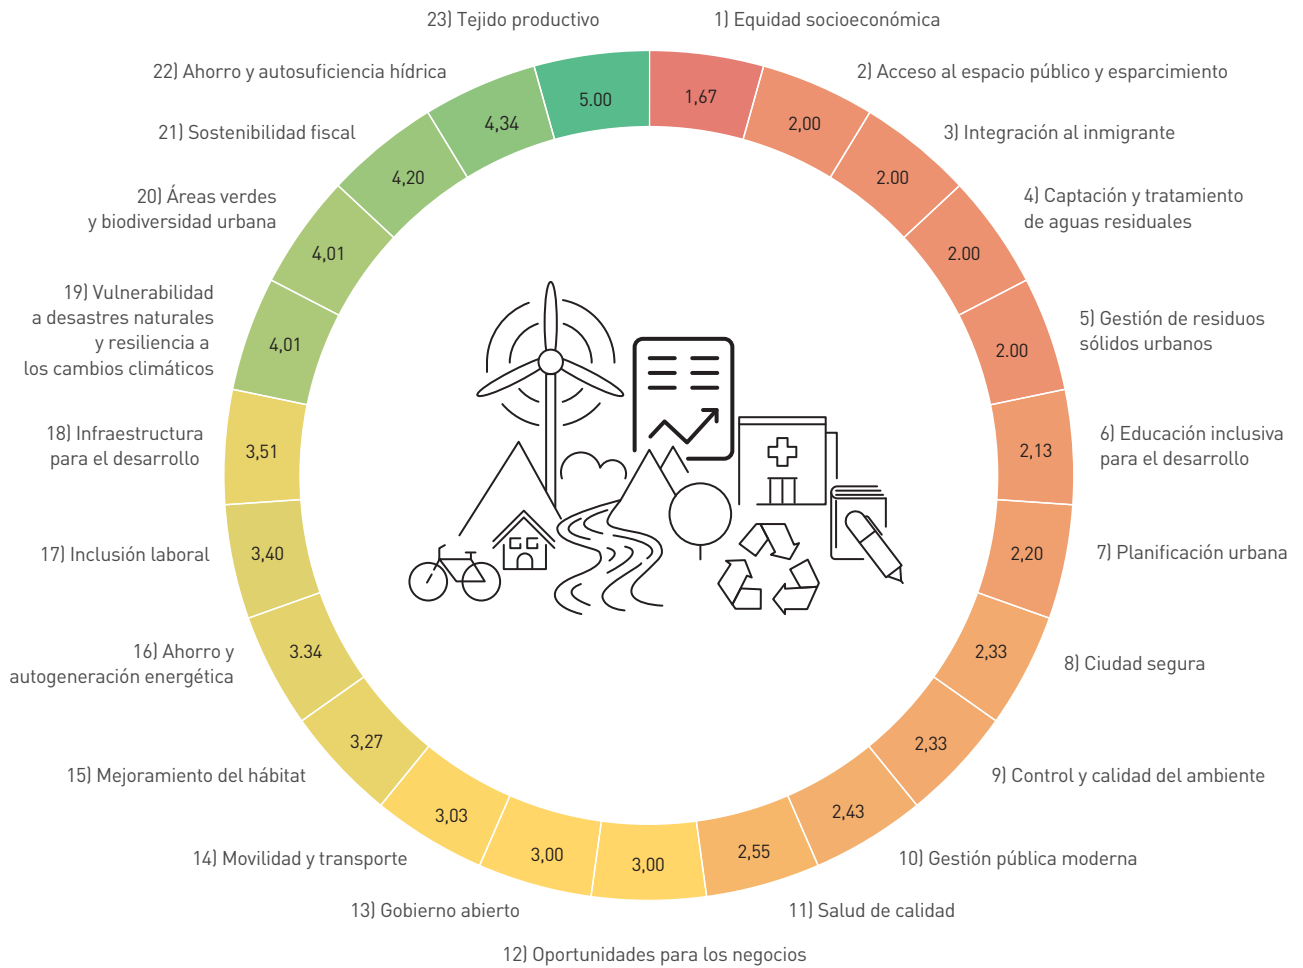 1) Equidad socioeconómica
1,67
2) Acceso al espacio público y esparcimiento
2,00
3) Integración al inmigrante
2.00
4) Captación y tratamiento
de aguas residuales
2.00
5) Gestión de residuos
sólidos urbanos
2.00
6) Educación inclusiva
para el desarrollo
2,13
7) Planificación urbana
2,20
8) Ciudad segura
2,33
9) Control y calidad del ambiente
2,33
10) Gestión pública moderna
2,43
11) Salud de calidad
2,55
12) Oportunidades para los negocios
3,00
13) Gobierno abierto
3,00
14) Movilidad y transporte
3,03
15) Mejoramiento del hábitat
3,27
16) Ahorro y
autogeneración energética
3.34
17) Inclusión laboral
3,40
18) Infraestructura
para el desarrollo
3,51
19) Vulnerabilidad
a desastres naturales
y resiliencia a
los cambios climáticos
4,01
20) Áreas verdes
y biodiversidad urbana
4,01
21) Sostenibilidad fiscal
4,20
22) Ahorro y autosuficiencia hídrica
4,34
23) Tejido productivo
5.00